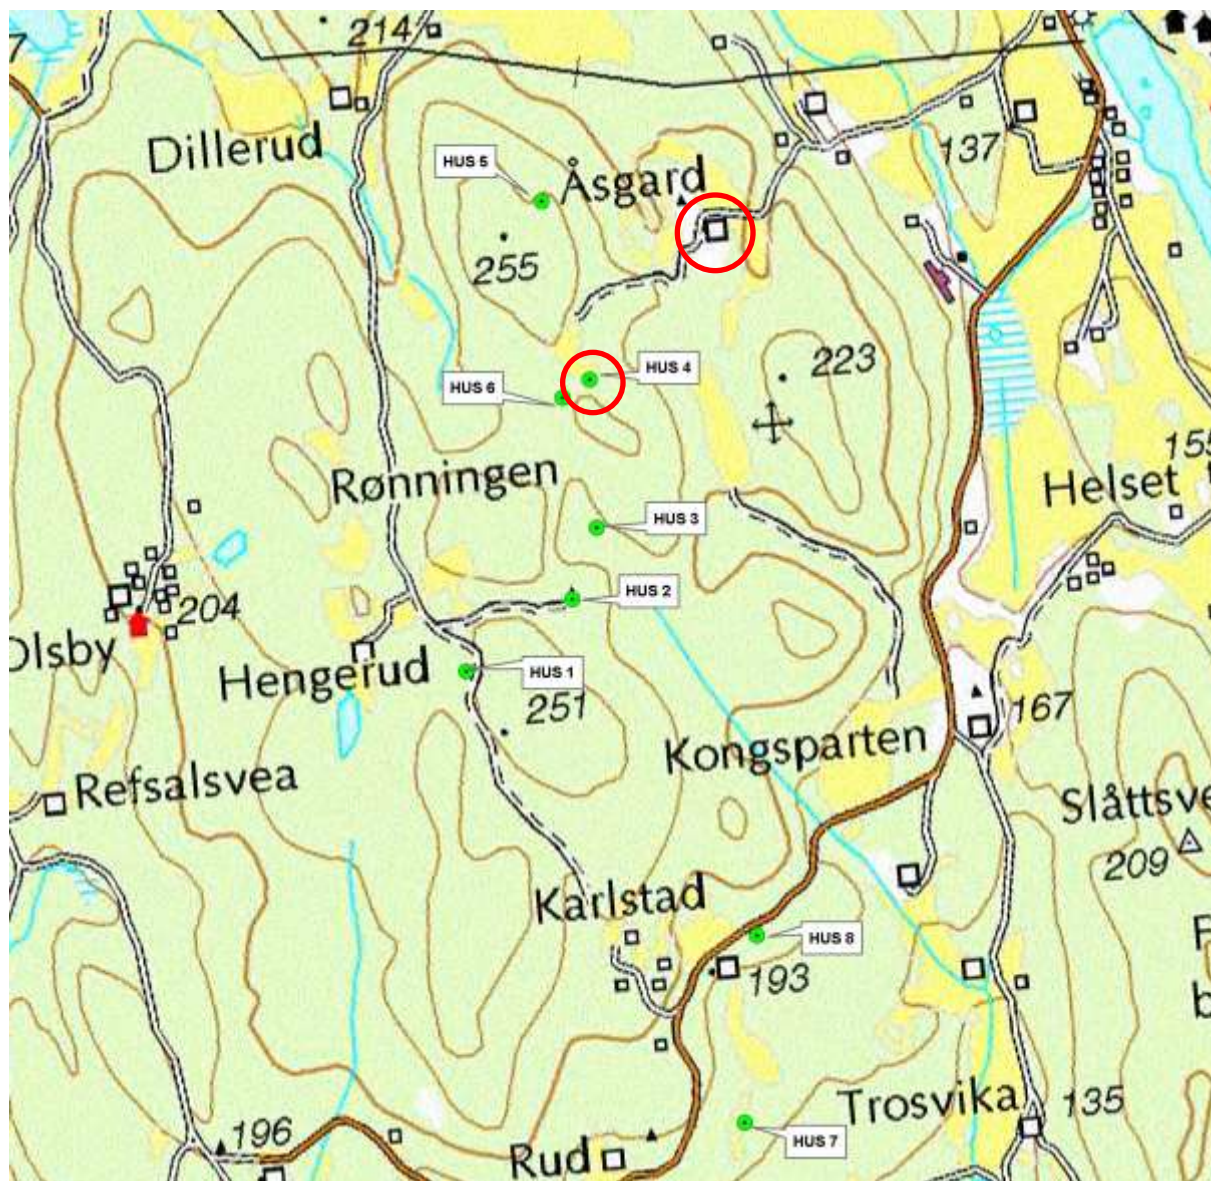 214
7
Dillerud
137
HUS 5
Åsgard
255
223
HUS 4
HUS 6
155
Rønningen
Helset
HUS 3
HUS 2
204
Olsby
Hengerud
HUS 1
251
167
Kongsparten
Refsalsvea
Slåttsve
209
Karlstad
HUS 8
193
F
b
Trosvika
135
196
HUS 7
Rud